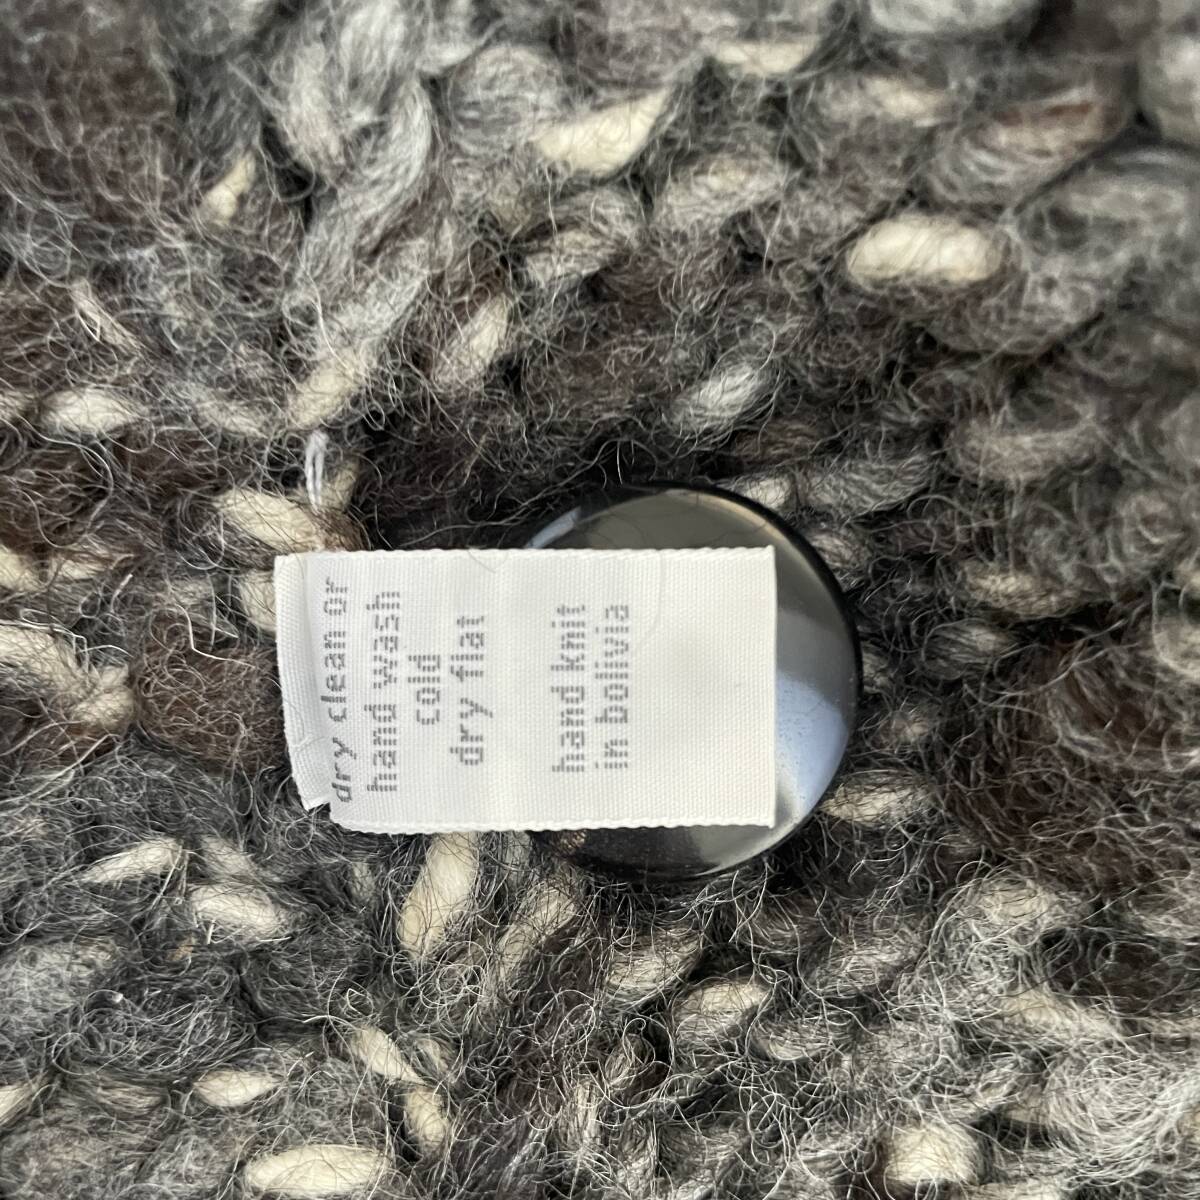 dry clean or
hand wash
cold
dry flat
hand knit
in bolivia